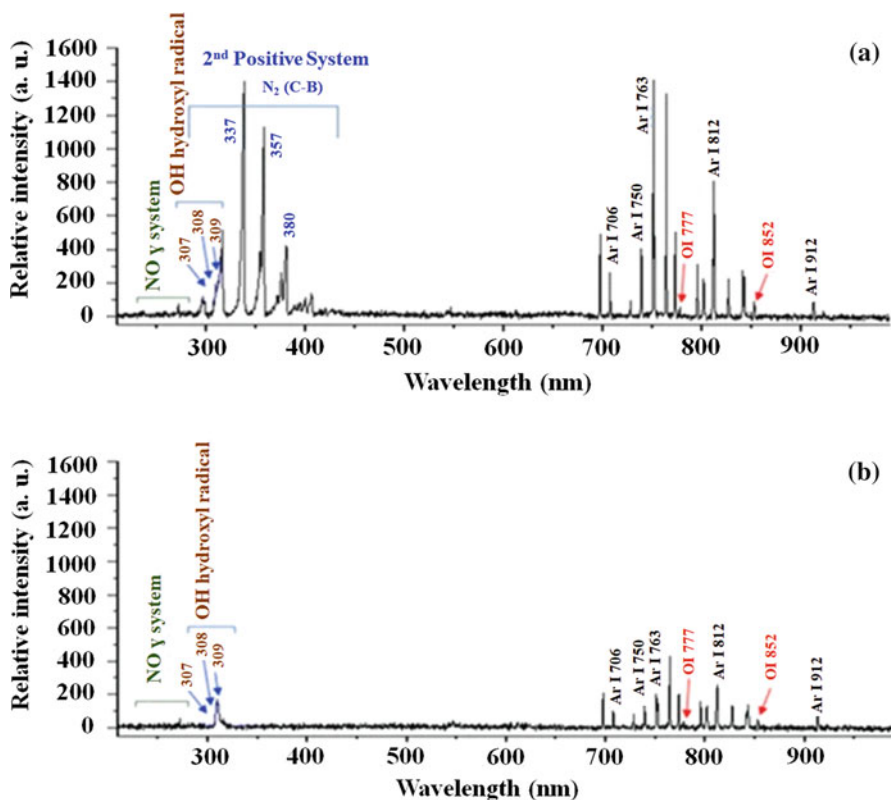 (a)
Relative intensity (a. u.)
1600
1400
1200
1000
800
600
400
200
0
NO γ system
OH hydroxyl radical
307
308
309
2nd Positive System
N2 (C-B)
337
357
380
Ar I 706
Ar I 750
Ar I 763
OI 777
Ar I 812
OI 852
Ar I 912
300 400 500 600 700 800 900
Wavelength (nm)
(b)
Relative intensity (a. u.)
1600
1400
1200
1000
800
600
400
200
0
NO γ system
OH hydroxyl radical
307
308
309
Ar I 706
Ar I 750
Ar I 763
OI 777
Ar I 812
OI 852
Ar I 912
300 400 500 600 700 800 900
Wavelength (nm)